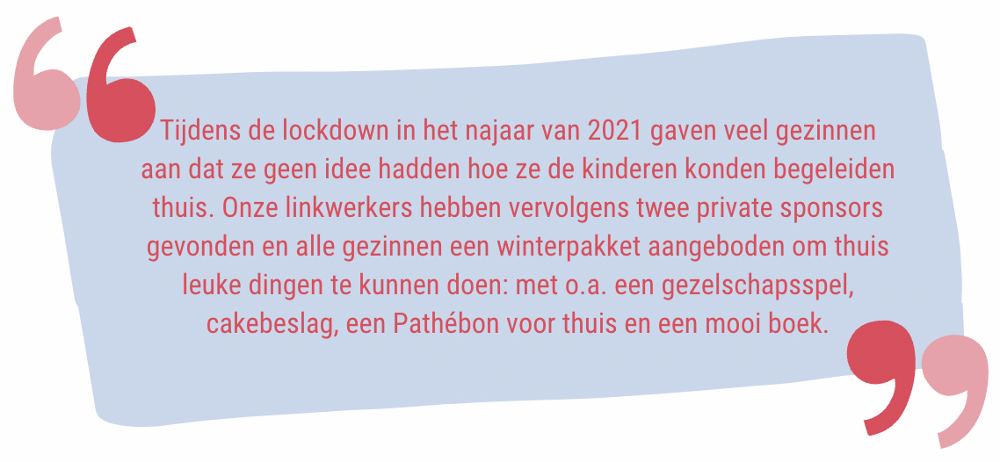 Tijdens de lockdown in het najaar van 2021 gaven veel gezinnen
aan dat ze geen idee hadden hoe ze de kinderen konden begeleiden
thuis. Onze linkwerkers hebben vervolgens twee private sponsors
gevonden en alle gezinnen een winterpakket aangeboden om thuis
leuke dingen te kunnen doen: met o.a. een gezelschapsspel,
cakebeslag, een Pathébon voor thuis en een mooi boek.